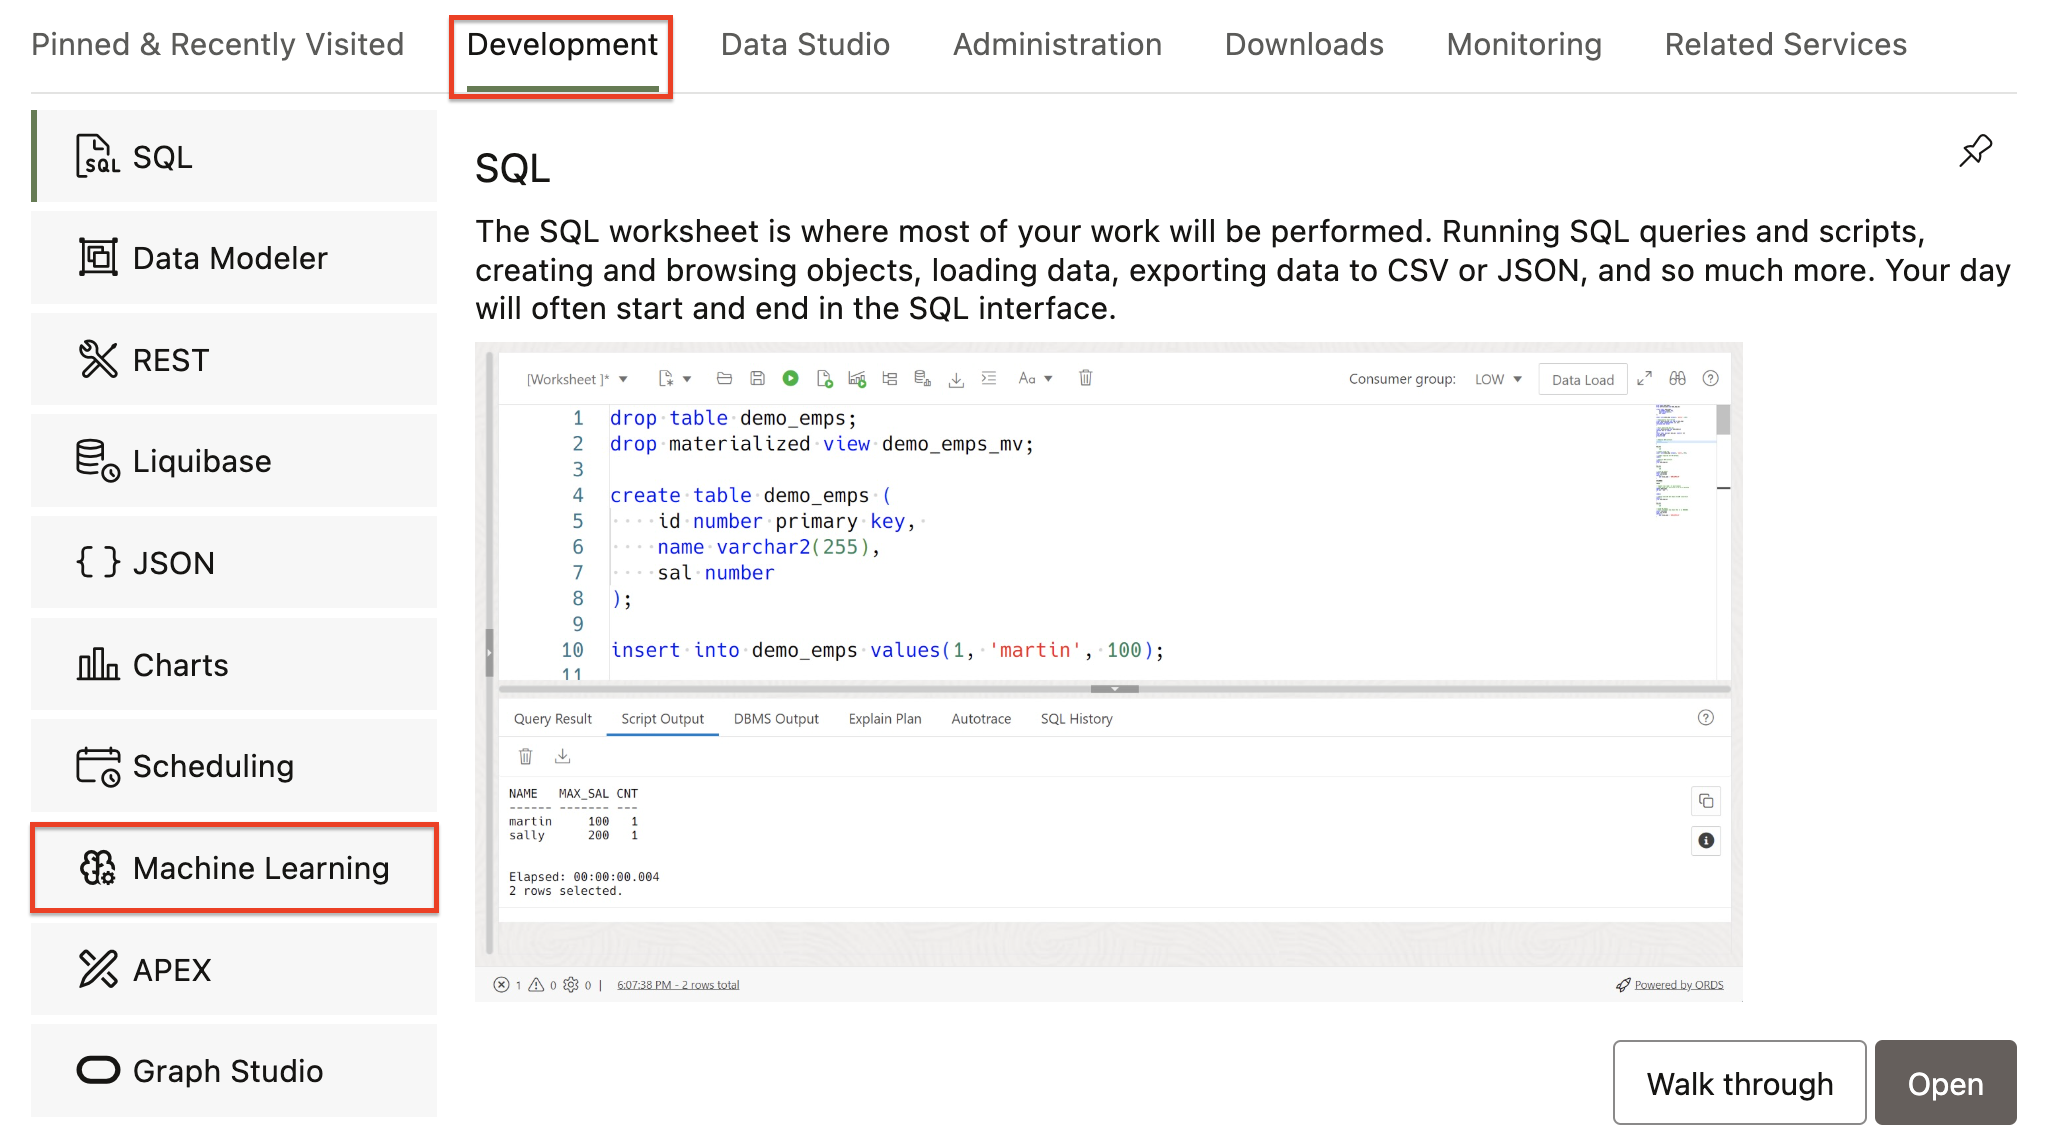 Pinned & Recently Visited Development Data Studio Administration Downloads Monitoring Related Services
SQL
Data Modeler
REST
Liquibase
JSON
Charts
Scheduling
Machine Learning
APEX
Graph Studio
SQL
The SQL worksheet is where most of your work will be performed. Running SQL queries and scripts,
creating and browsing objects, loading data, exporting data to CSV or JSON, and so much more. Your day
will often start and end in the SQL interface.
[Worksheet ]* Aa Consumer group: LOW Data Load
1 drop table demo_emps;
2 drop materialized view demo_emps_mv;
3
4 create table demo_emps (
5 id number primary key,
6 name varchar2(255),
7 sal number
8 );
9
10 insert into demo_emps values(1, 'martin', 100);
11
Query Result Script Output DBMS Output Explain Plan Autotrace SQL History
NAME MAX_SAL CNT
------ ------- ---
martin 100 1
sally 200 1
Elapsed: 00:00:00.004
2 rows selected.
1 0 0 | 6:07:38 PM - 2 rows total Powered by ORDS
Walk through Open